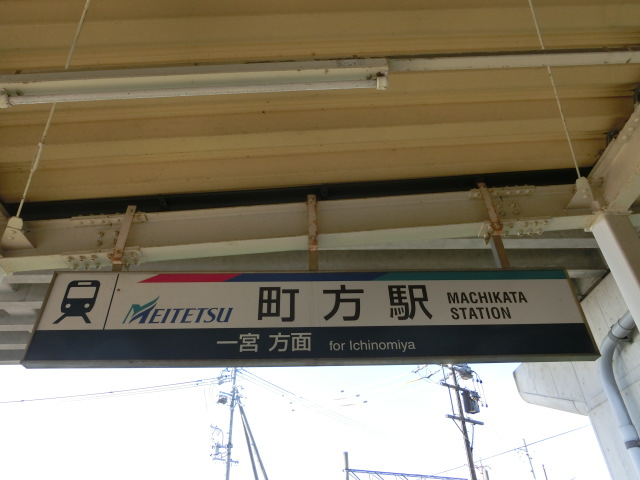 MEITETSU 町方駅 MACHIKATA STATION
一宮 方面 for Ichinomiya